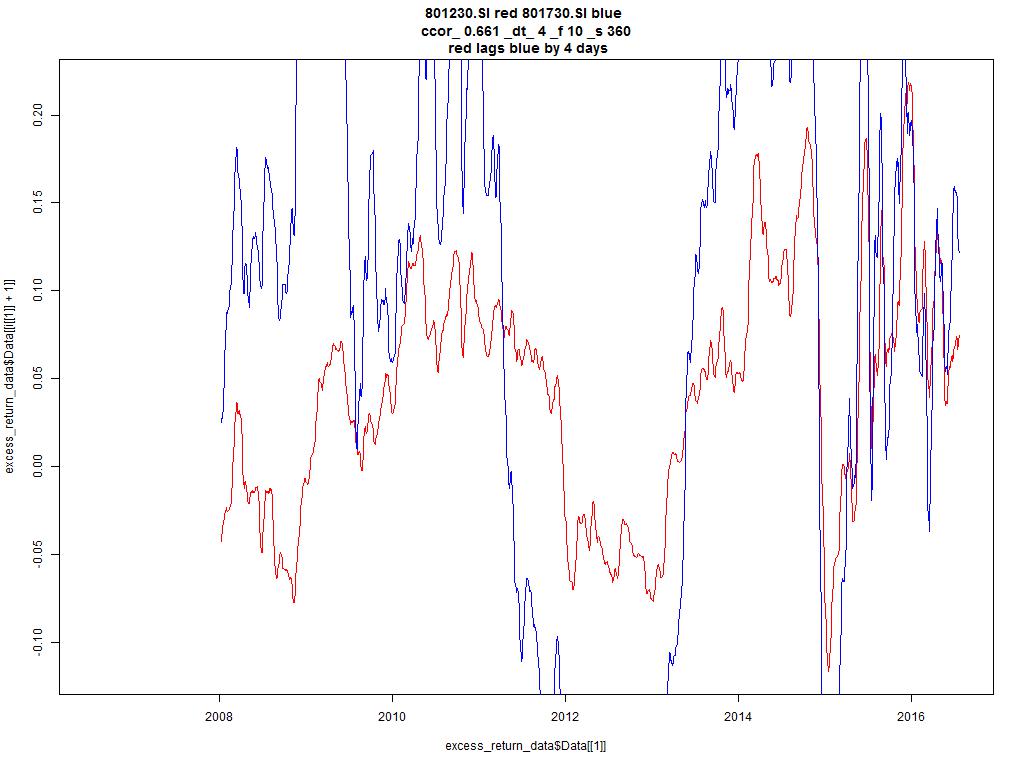 801230.SI red 801730.SI blue
ccor_ 0.661 _dt_ 4 _f 10 _s 360
red lags blue by 4 days
excess_return_data$Data[[i[[1]] + 1]]
0.20
0.15
0.10
0.05
0.00
-0.05
-0.10
2008
2010
2012
2014
2016
excess_return_data$Data[[1]]